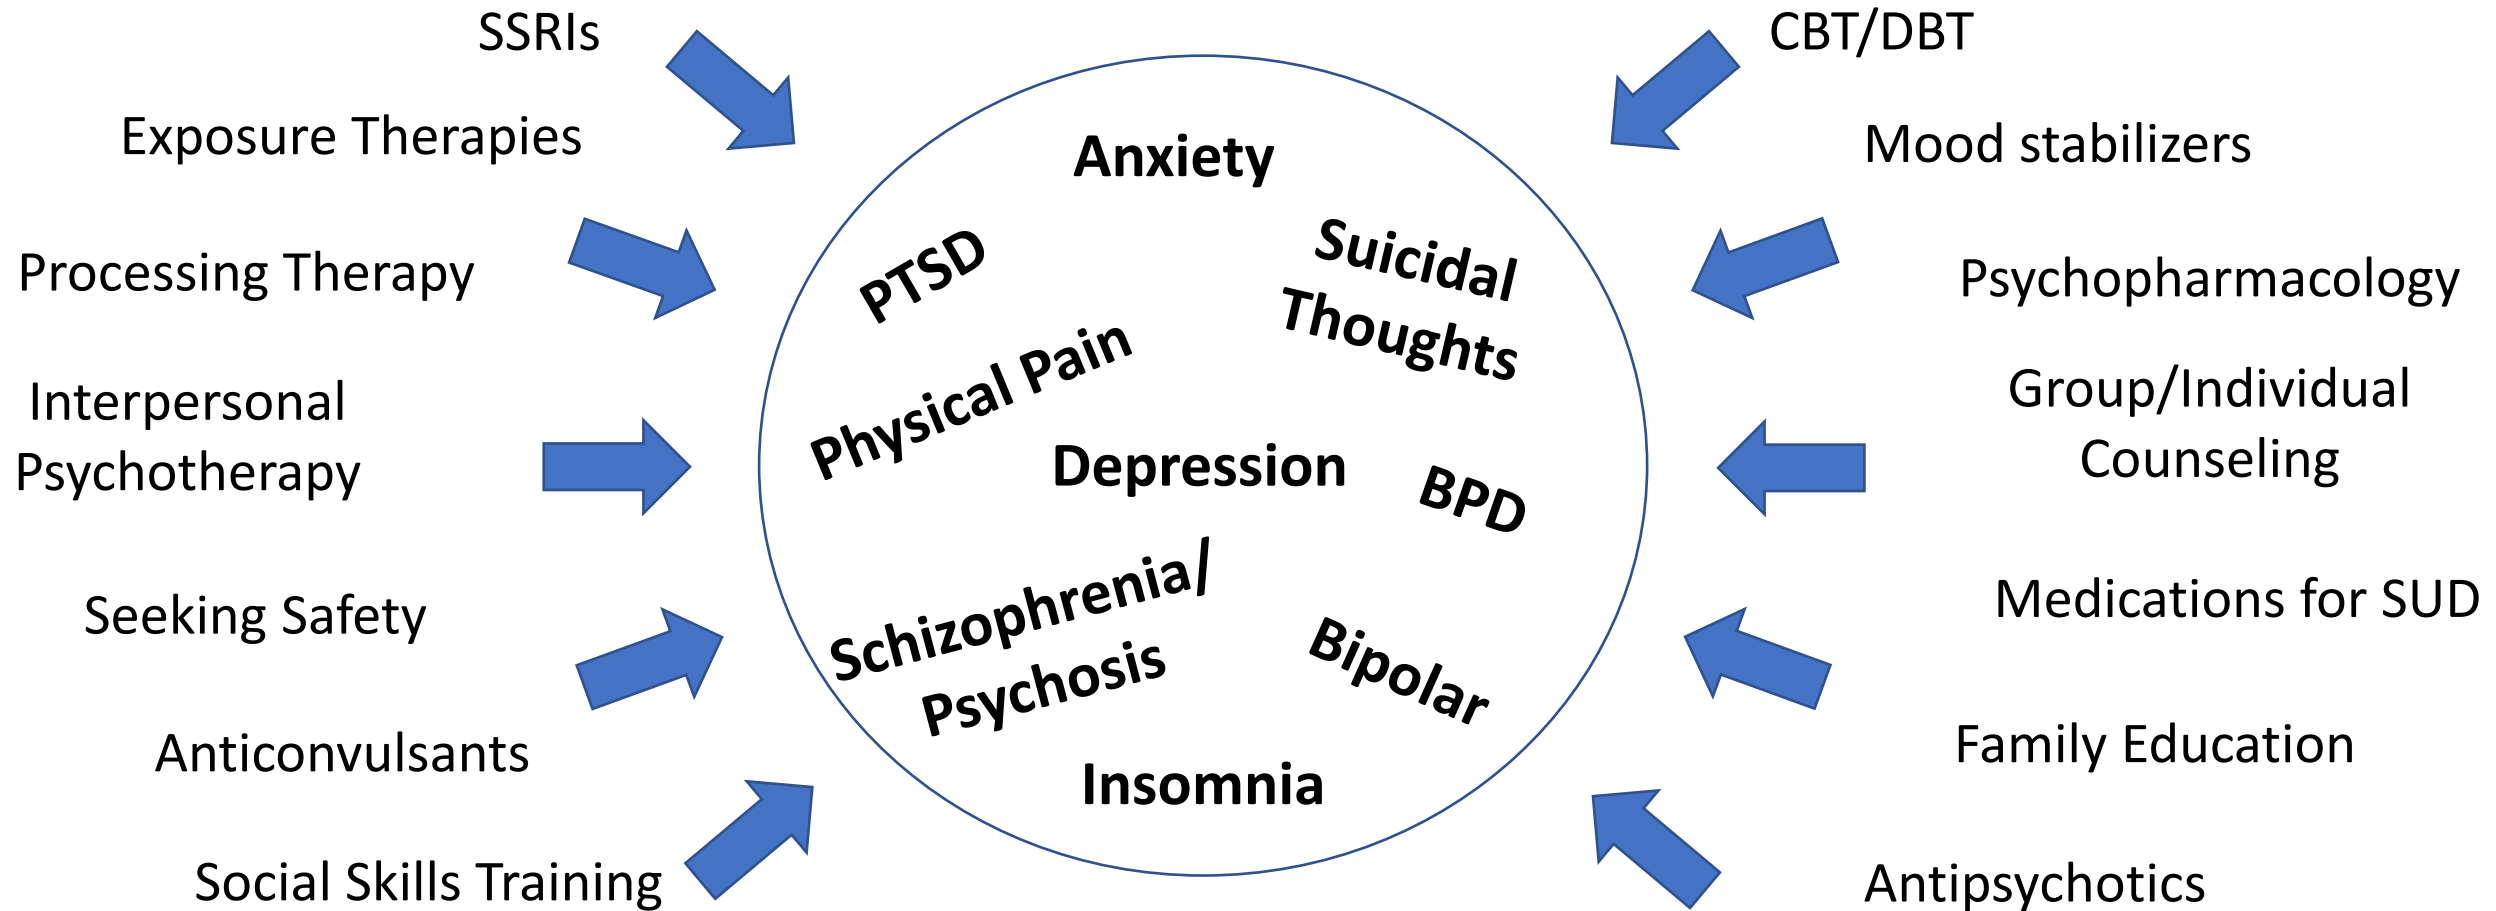 SSRIs
Exposure Therapies
Processing Therapy
Interpersonal
Psychotherapy
Seeking Safety
Anticonvulsants
Social Skills Training
Anxiety
PTSD
Suicidal
Thoughts
Physical Pain
Depression
BPD
Schizophrenia/
Psychosis
Bipolar
Insomnia
CBT/DBT
Mood stabilizers
Psychopharmacology
Group/Individual
Counseling
Medications for SUD
Family Education
Antipsychotics